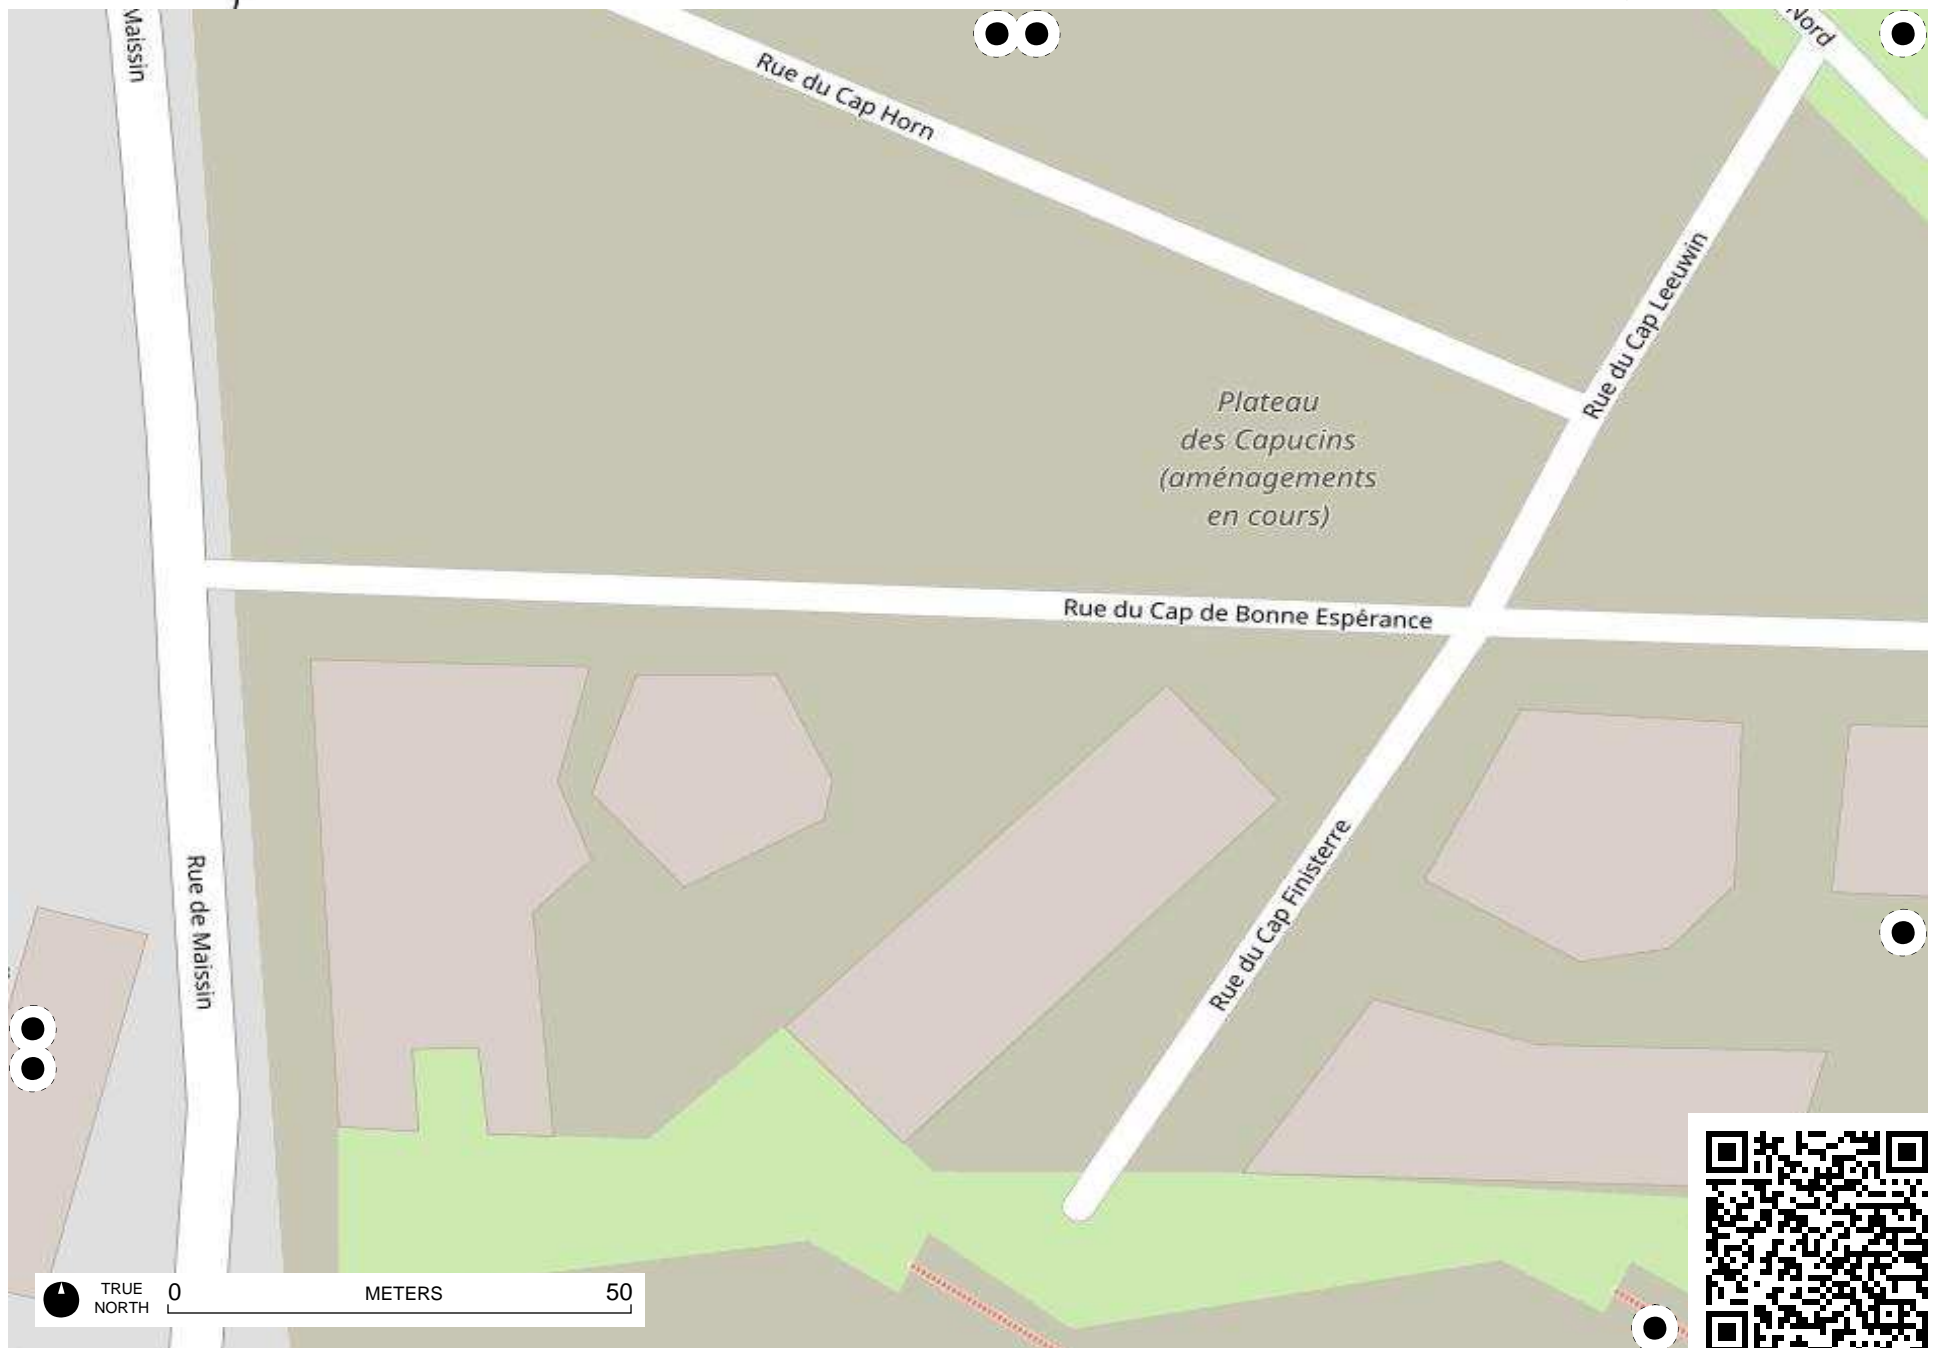 Maissin
Nord
Rue du Cap Horn
Rue du Cap Leeuwin
Plateau
des Capucins
(aménagements
en cours)
Rue du Cap de Bonne Espérance
Rue du Cap Finisterre
Rue de Maissin
TRUE
NORTH
0 METERS 50